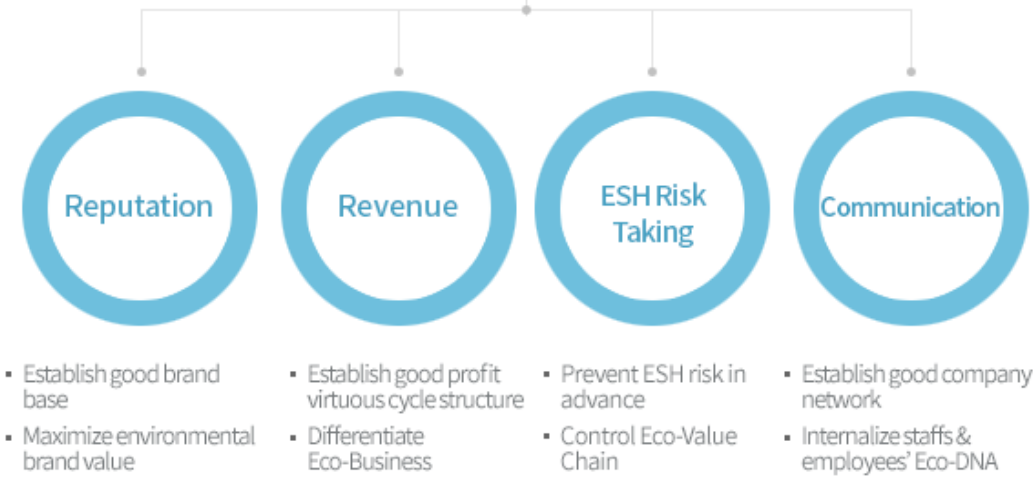 Reputation
Revenue
ESH Risk
Taking
Communication
▪ Establish good brand
base
▪ Maximize environmental
brand value
▪ Establish good profit
virtuous cycle structure
▪ Differentiate
Eco-Business
▪ Prevent ESH risk in
advance
▪ Control Eco-Value
Chain
▪ Establish good company
network
▪ Internalize staffs &
employees' Eco-DNA